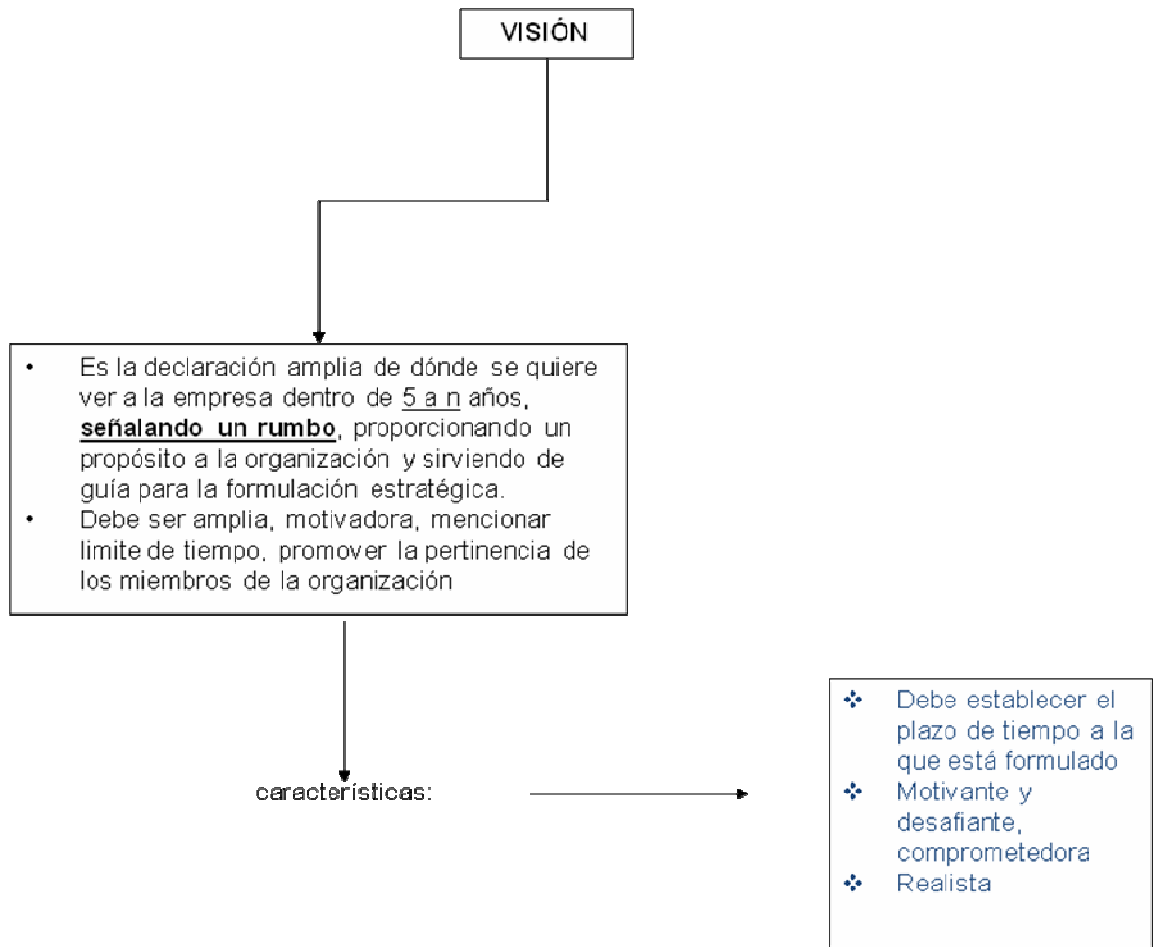 VISIÓN
• Es la declaración amplia de dónde se quiere
ver a la empresa dentro de 5 a n años,
señalando un rumbo, proporcionando un
propósito a la organización y sirviendo de
guía para la formulación estratégica.
• Debe ser amplia, motivadora, mencionar
limite de tiempo, promover la pertinencia de
los miembros de la organización
características:
❖ Debe establecer el
plazo de tiempo a la
que está formulado
❖ Motivante y
desafiante,
comprometedora
❖ Realista